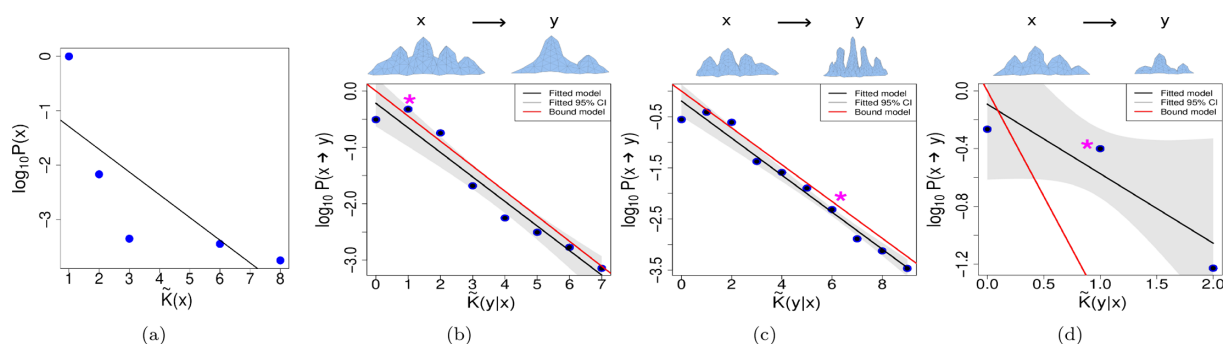 log10P(x)
0
-1
-2
-3
1 2 3 4 5 6 7 8
K̃(x)
(a)
x → y
*
Fitted model
Fitted 95% CI
Bound model
log10 P(x → y)
0.0
-1.0
-2.0
-3.0
0 1 2 3 4 5 6 7
K̃(y|x)
(b)
x → y
*
Fitted model
Fitted 95% CI
Bound model
log10 P(x → y)
-0.5
-1.5
-2.5
-3.5
0 2 4 6 8
K̃(y|x)
(c)
x → y
*
Fitted model
Fitted 95% CI
Bound model
log10 P(x → y)
0.0
-0.4
-0.8
-1.2
0.0 0.5 1.0 1.5 2.0
K̃(y|x)
(d)